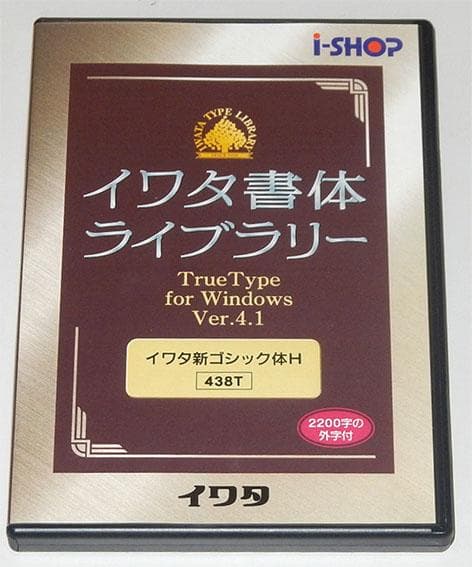 i-SHOP
IWATA TYPE LIBRARY
イワタ書体
ライブラリー
TrueType
for Windows
Ver.4.1
イワタ新ゴシック体H
438T
2200字の
外字付
イワタ